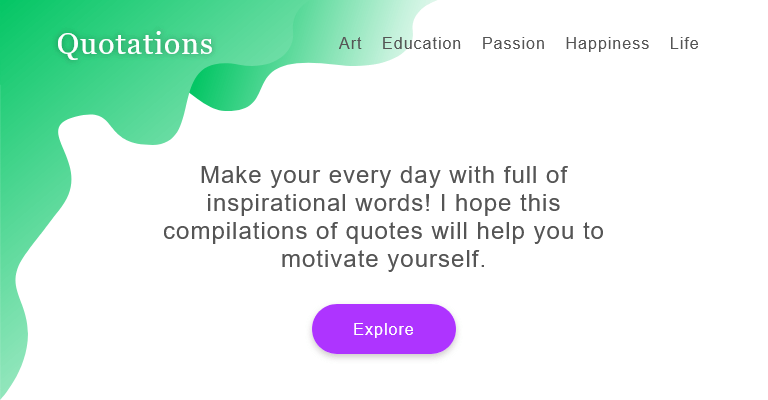 Quotations
Art Education Passion Happiness Life
Make your every day with full of
inspirational words! I hope this
compilations of quotes will help you to
motivate yourself.
Explore